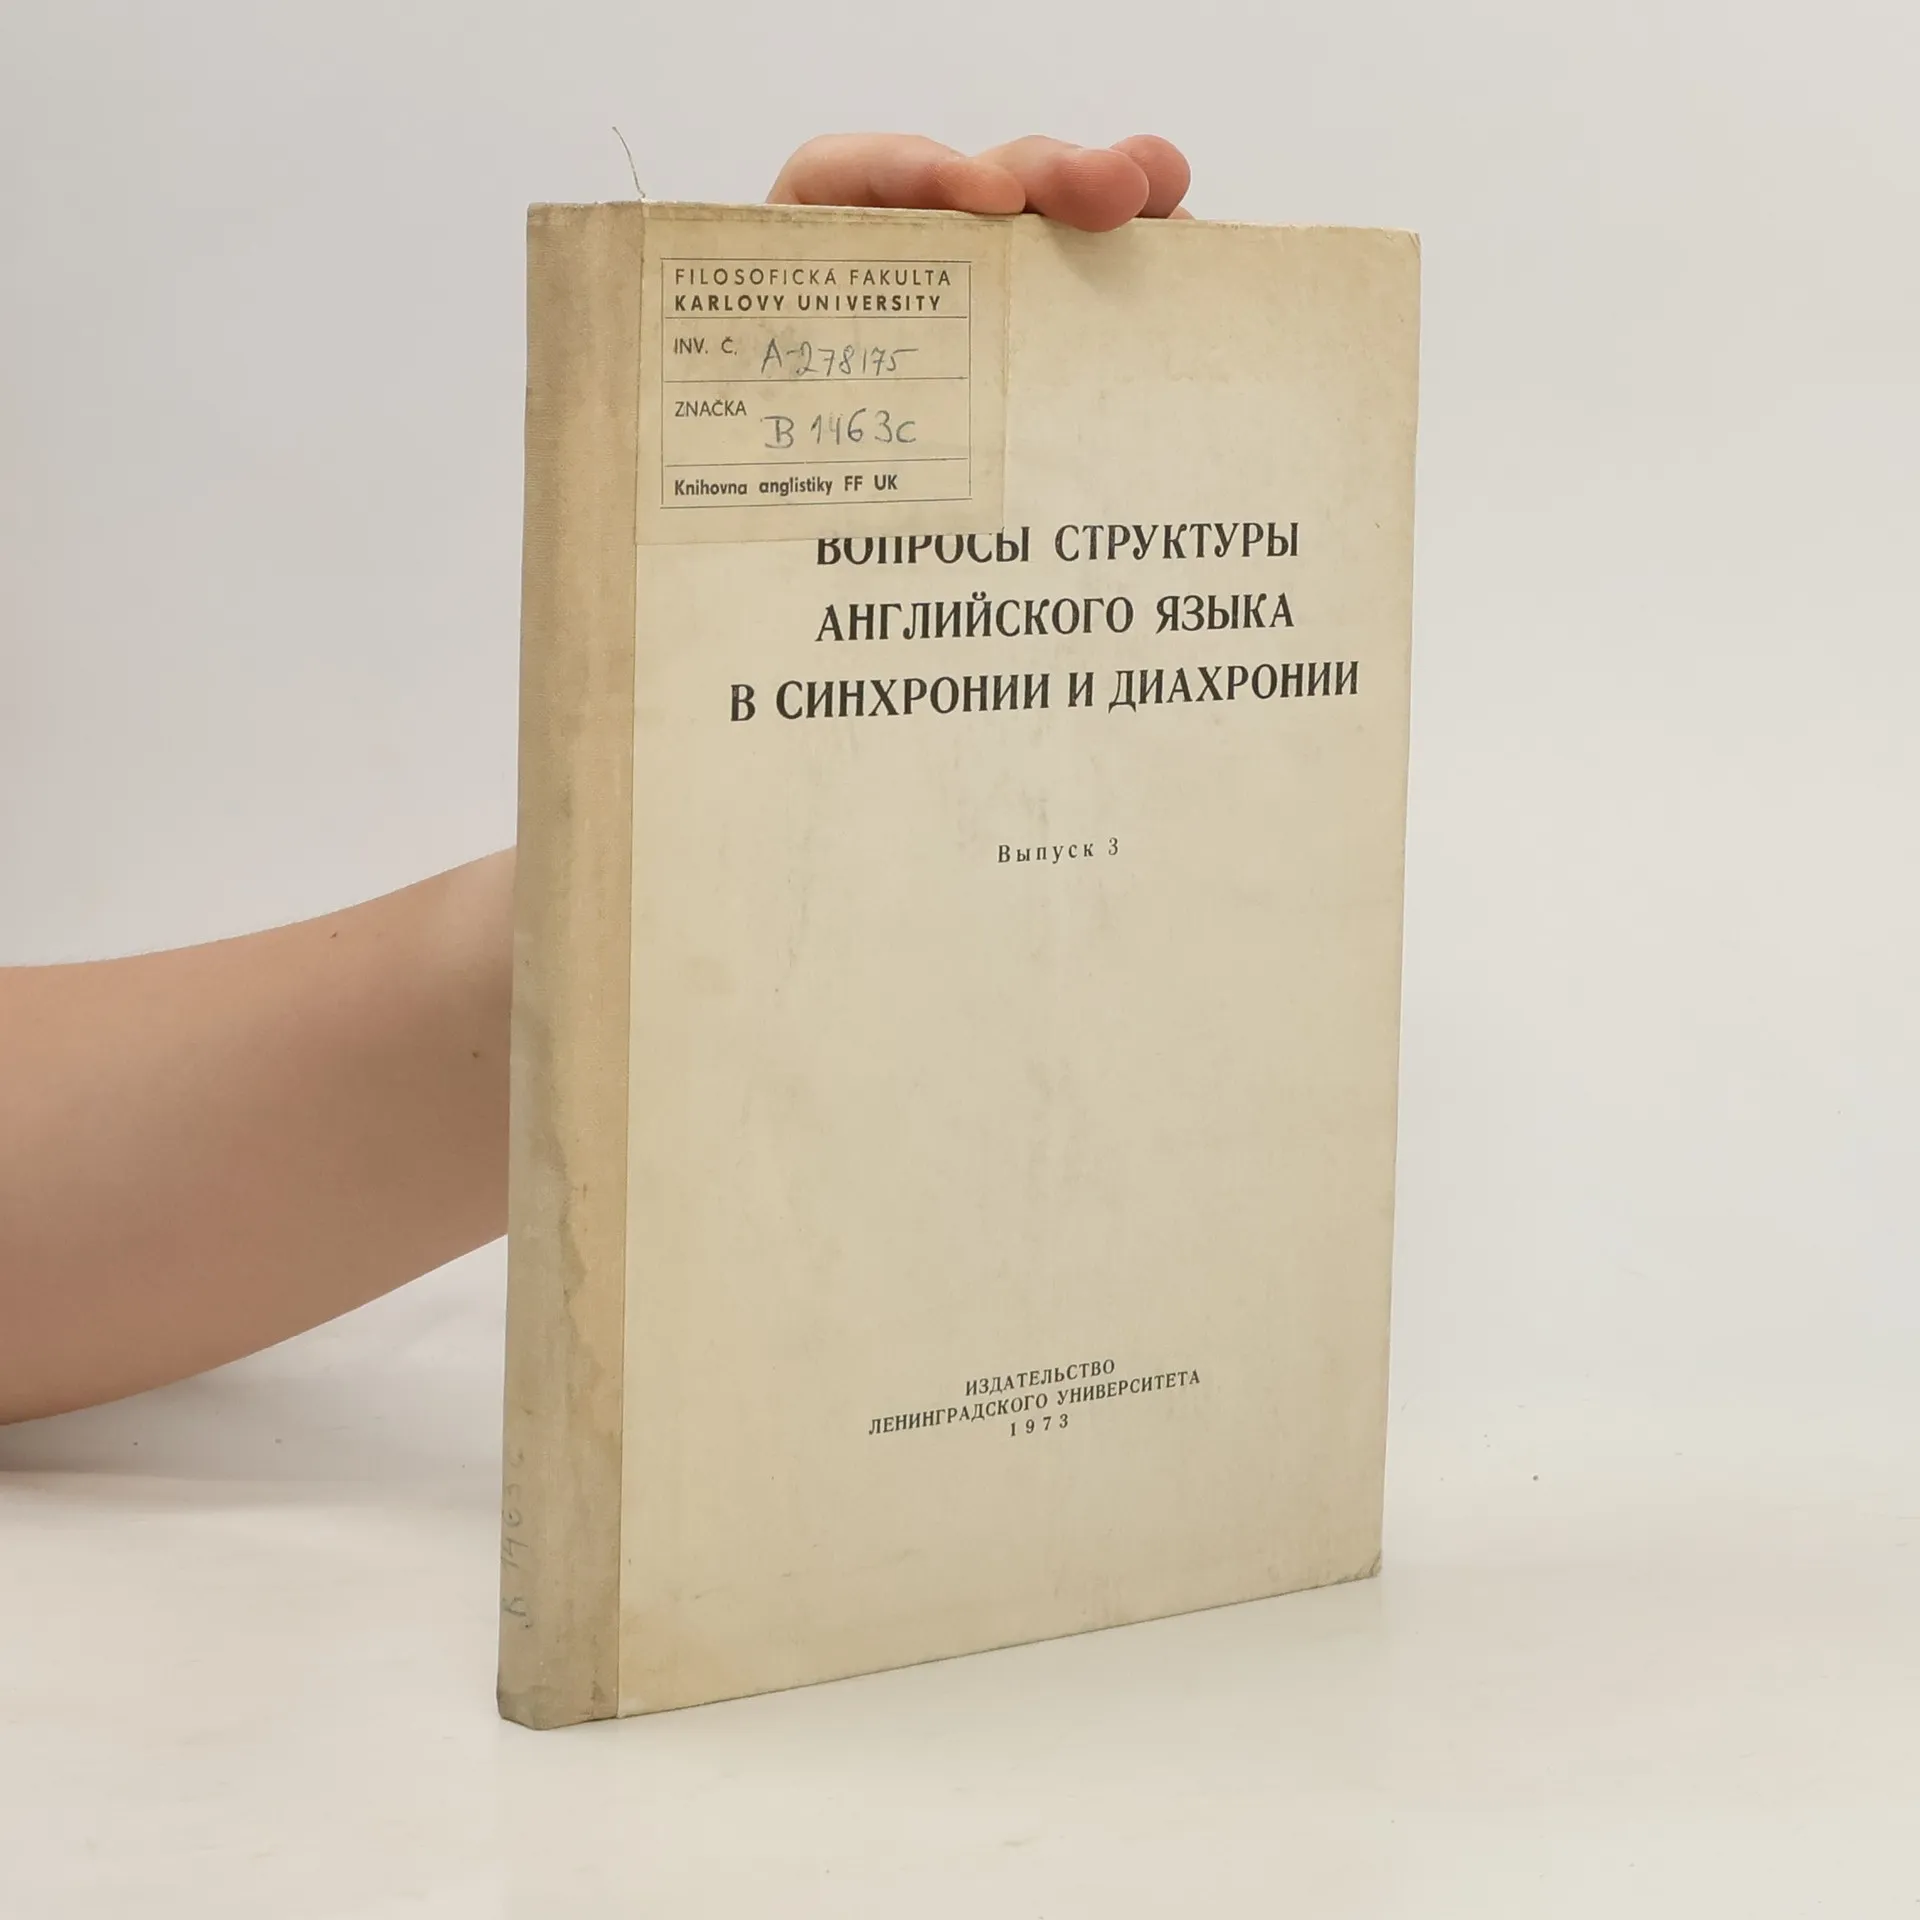 FILOSOFICKÁ FAKULTA
KARLOVY UNIVERSITY
INV. Č. A-278175
ZNAČKA B 1463c
Knihovna anglistiky FF UK
ВОПРОСЫ СТРУКТУРЫ
АНГЛИЙСКОГО ЯЗЫКА
В СИНХРОНИИ И ДИАХРОНИИ
Выпуск 3
ИЗДАТЕЛЬСТВО
ЛЕНИНГРАДСКОГО УНИВЕРСИТЕТА
1973
B 1463 c